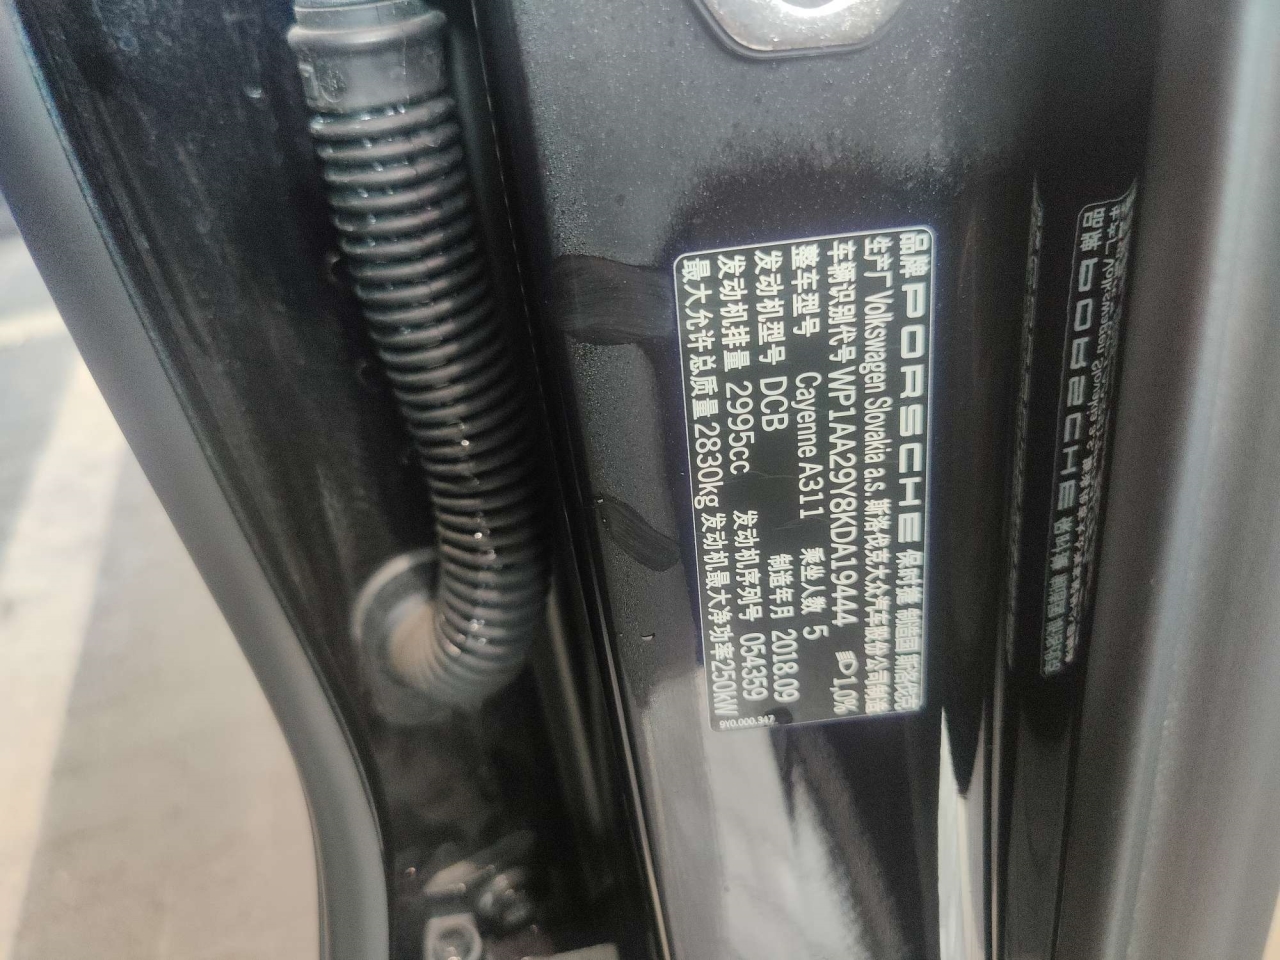 品牌 PORSCHE 保时捷 制造国 斯洛伐克
生产厂 Volkswagen Slovakia a.s. 斯洛伐克大众汽车股份公司制造
车辆识别代号 WP1AA29Y8KDA19444 1,0%
整车型号 Cayenne A311 乘坐人数 5
发动机型号 DCB 制造年月 2018.09
发动机排量 2995cc 发动机序列号 054359
最大允许总质量 2830kg 发动机最大净功率250kW
9Y0.000.347